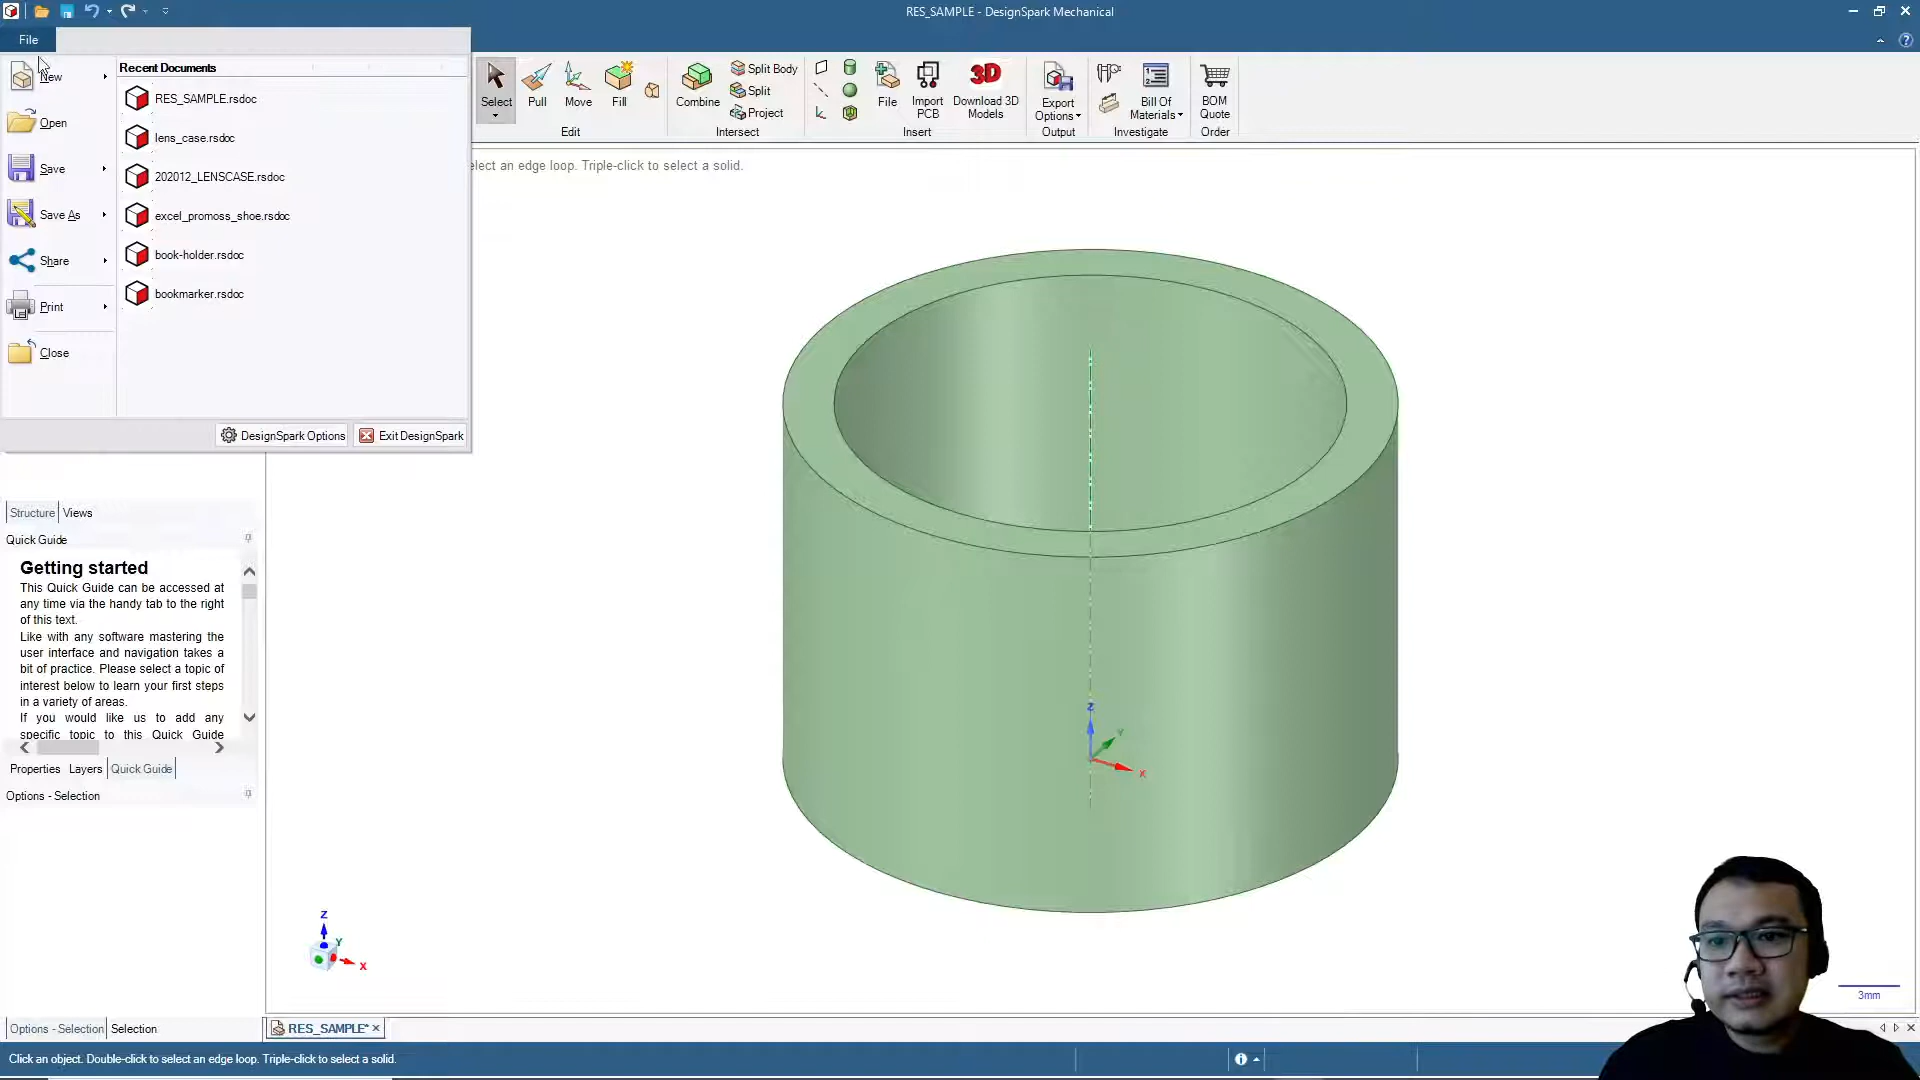 RES_SAMPLE - DesignSpark Mechanical
File
New
Open
Save
Save As
Share
Print
Close
Recent Documents
RES_SAMPLE.rsdoc
lens_case.rsdoc
202012_LENSCASE.rsdoc
excel_promoss_shoe.rsdoc
book-holder.rsdoc
bookmarker.rsdoc
DesignSpark Options
Exit DesignSpark
Select
Pull
Move
Fill
Edit
Combine
Split Body
Split
Project
Intersect
File
Import
PCB
Download 3D
Models
Insert
3D
Export
Options
Output
Bill Of
Materials
Investigate
BOM
Quote
Order
elect an edge loop. Triple-click to select a solid.
Structure
Views
Quick Guide
Getting started
This Quick Guide can be accessed at
any time via the handy tab to the right
of this text.
Like with any software mastering the
user interface and navigation takes a
bit of practice. Please select a topic of
interest below to learn your first steps
in a variety of areas.
If you would like us to add any
specific topic to this Quick Guide
Properties
Layers
Quick Guide
Options - Selection
Z
Y
X
Z
Y
X
3mm
Options - Selection
Selection
RES_SAMPLE*
Click an object. Double-click to select an edge loop. Triple-click to select a solid.